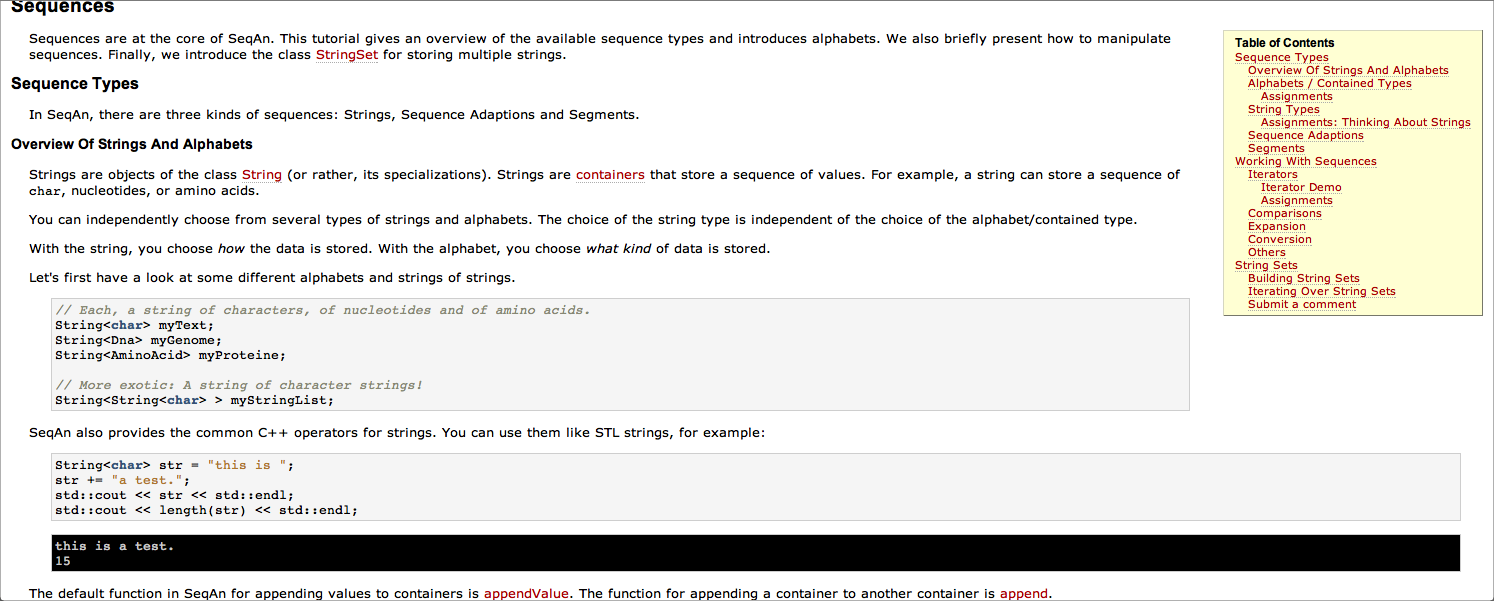 Sequences
Sequences are at the core of SeqAn. This tutorial gives an overview of the available sequence types and introduces alphabets. We also briefly present how to manipulate
sequences. Finally, we introduce the class StringSet for storing multiple strings.
Sequence Types
In SeqAn, there are three kinds of sequences: Strings, Sequence Adaptions and Segments.
Overview Of Strings And Alphabets
Strings are objects of the class String (or rather, its specializations). Strings are containers that store a sequence of values. For example, a string can store a sequence of
char, nucleotides, or amino acids.
You can independently choose from several types of strings and alphabets. The choice of the string type is independent of the choice of the alphabet/contained type.
With the string, you choose how the data is stored. With the alphabet, you choose what kind of data is stored.
Let's first have a look at some different alphabets and strings of strings.
// Each, a string of characters, of nucleotides and of amino acids.
String<char> myText;
String<Dna> myGenome;
String<AminoAcid> myProteine;
// More exotic: A string of character strings!
String<String<char> > myStringList;
SeqAn also provides the common C++ operators for strings. You can use them like STL strings, for example:
String<char> str = "this is ";
str += "a test.";
std::cout << str << std::endl;
std::cout << length(str) << std::endl;
this is a test.
15
The default function in SeqAn for appending values to containers is appendValue. The function for appending a container to another container is append.
Table of Contents
Sequence Types
Overview Of Strings And Alphabets
Alphabets / Contained Types
Assignments
String Types
Assignments: Thinking About Strings
Sequence Adaptions
Segments
Working With Sequences
Iterators
Iterator Demo
Assignments
Comparisons
Expansion
Conversion
Others
String Sets
Building String Sets
Iterating Over String Sets
Submit a comment